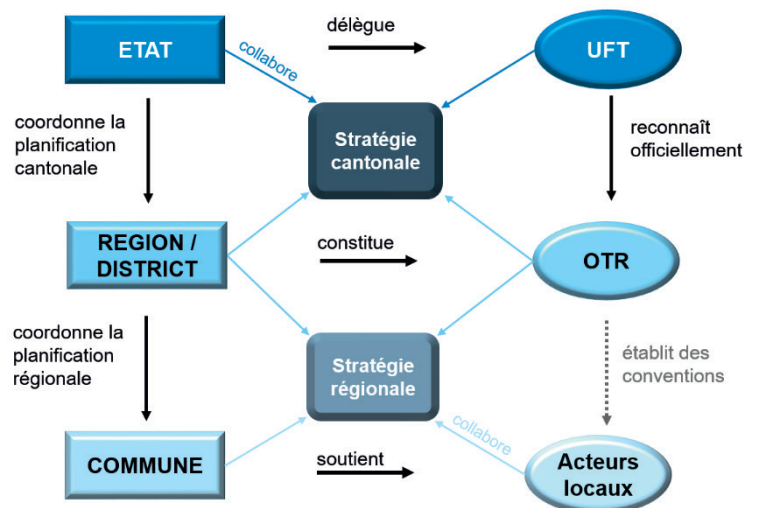 ETAT
délègue
UFT
collabore
coordonne la
planification
cantonale
Stratégie
cantonale
reconnaît
officiellement
REGION /
DISTRICT
constitue
OTR
coordonne la
planification
régionale
Stratégie
régionale
établit des
conventions
COMMUNE
soutient
collabore
Acteurs
locaux